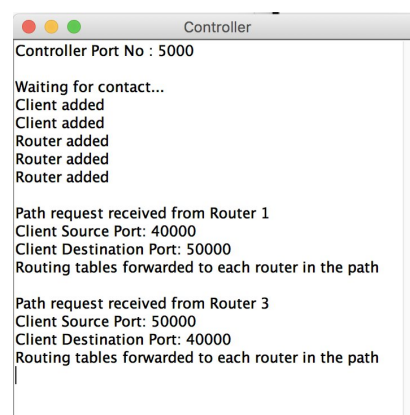 Controller
Controller Port No : 5000
Waiting for contact...
Client added
Client added
Router added
Router added
Router added
Path request received from Router 1
Client Source Port: 40000
Client Destination Port: 50000
Routing tables forwarded to each router in the path
Path request received from Router 3
Client Source Port: 50000
Client Destination Port: 40000
Routing tables forwarded to each router in the path